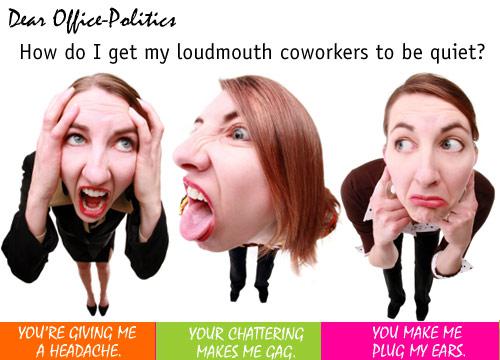 Dear Office-Politics
How do I get my loudmouth coworkers to be quiet?
YOU'RE GIVING ME
A HEADACHE.
YOUR CHATTERING
MAKES ME GAG.
YOU MAKE ME
PLUG MY EARS.